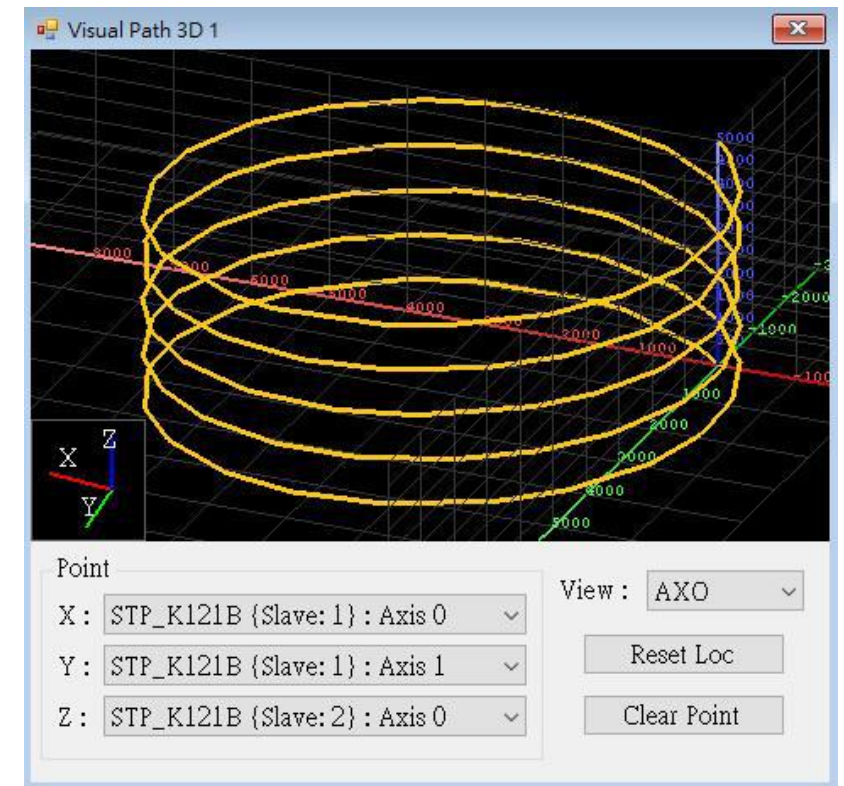 Visual Path 3D 1
5000
8000
5000
4000
2000
1000
-2000
-1000
1000
2000
3000
4000
5000
X
Z
Y
Point
X : STP_K121B {Slave: 1} : Axis 0
Y : STP_K121B {Slave: 1} : Axis 1
Z : STP_K121B {Slave: 2} : Axis 0
View : AXO
Reset Loc
Clear Point